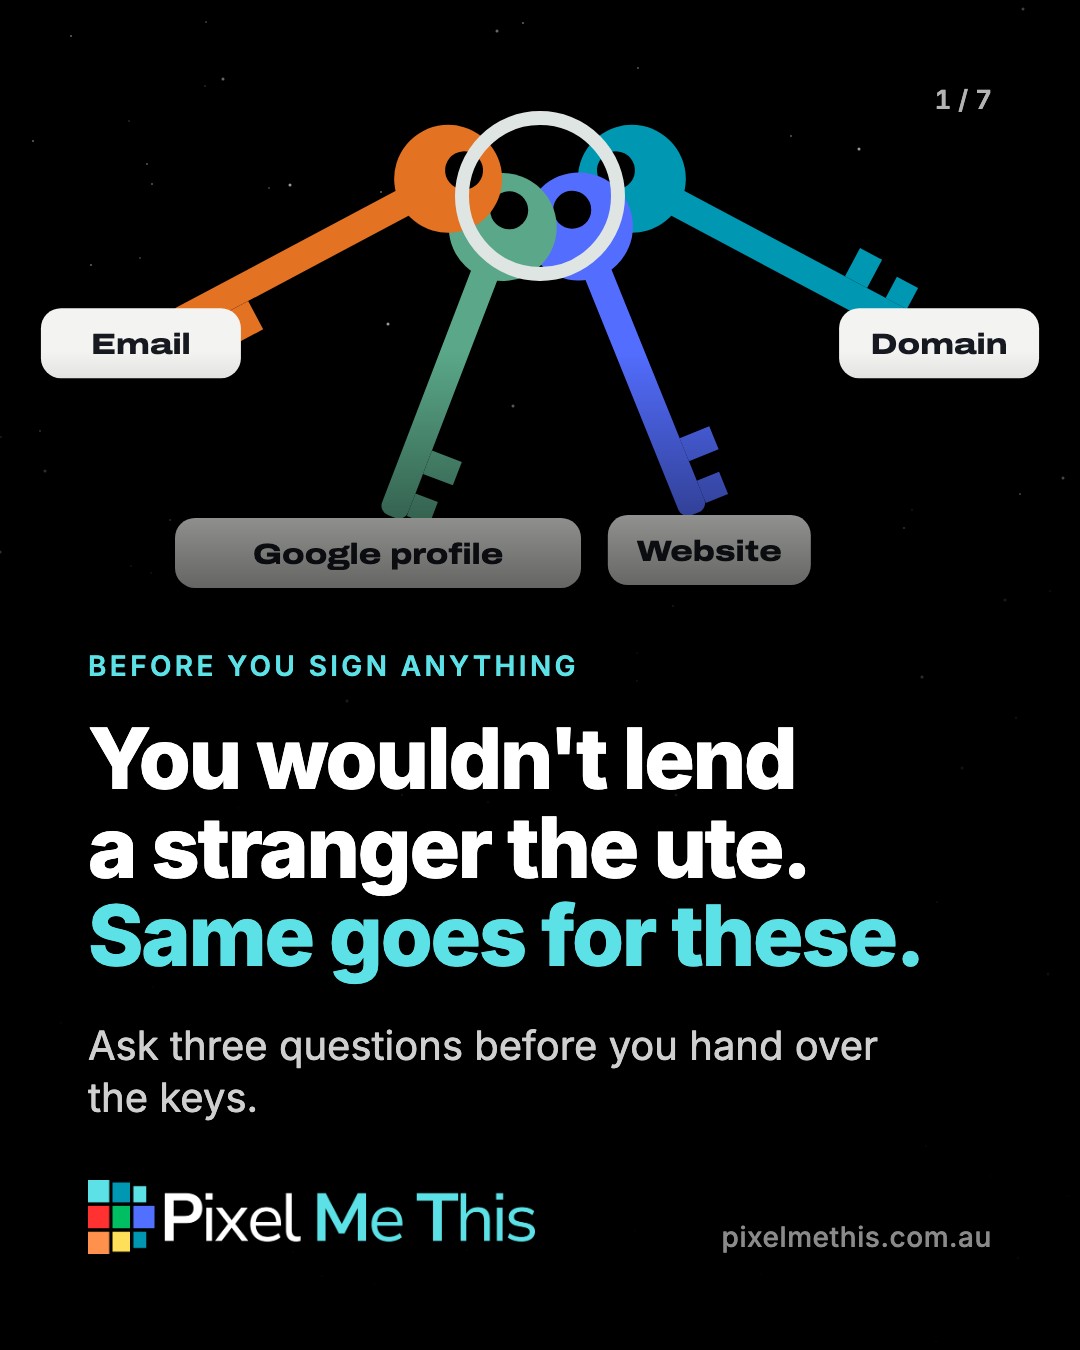 1 / 7
Email
Domain
Google profile
Website
BEFORE YOU SIGN ANYTHING
You wouldn't lend
a stranger the ute.
Same goes for these.
Ask three questions before you hand over
the keys.
Pixel Me This
pixelmethis.com.au